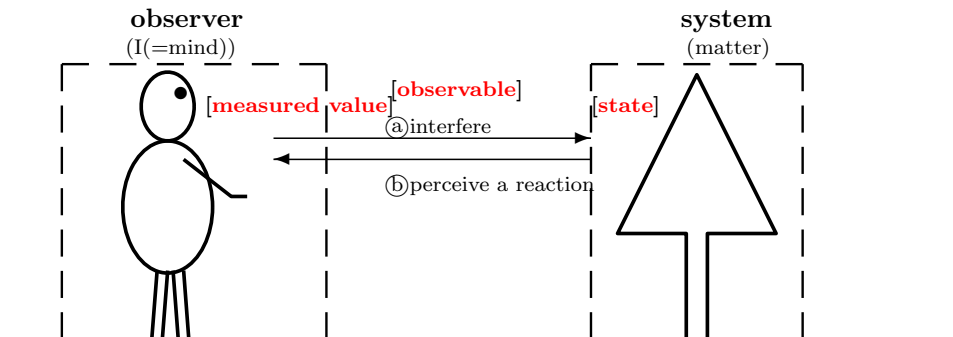 observer
(I(=mind))
system
(matter)
[observable]
[measured value]
[state]
ⓐinterfere
ⓑperceive a reaction